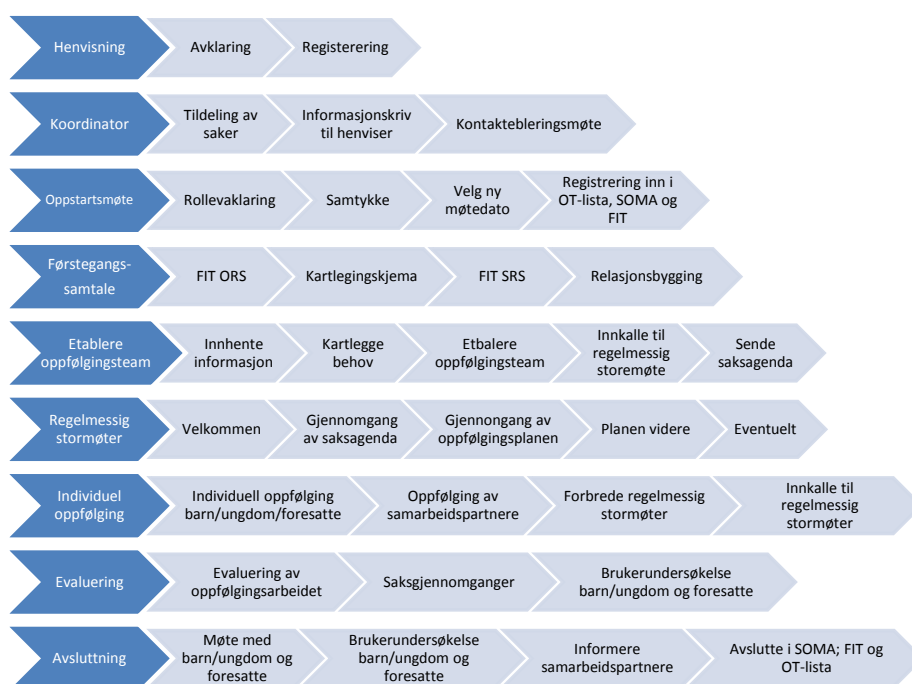 Henvisning
Avklaring
Registerering
Koordinator
Tildeling av
saker
Informasjonskriv
til henviser
Kontaktebleringsmøte
Oppstartsmøte
Rollevaklaring
Samtykke
Velg ny
møtedato
Registrering inn i
OT-lista, SOMA og
FIT
Førstegangs-
samtale
FIT ORS
Kartlegingskjema
FIT SRS
Relasjonsbygging
Etablere
oppfølgingsteam
Innhente
informasjon
Kartlegge
behov
Etbalere
oppfølgingsteam
Innkalle til
regelmessig
storemøte
Sende
saksagenda
Regelmessig
stormøter
Velkommen
Gjennomgang
av saksagenda
Gjennongang av
oppfølgingsplanen
Planen videre
Eventuelt
Individuel
oppfølging
Individuell oppfølging
barn/ungdom/foresatte
Oppfølging av
samarbeidspartnere
Forbrede regelmessig
stormøter
Innkalle til
regelmessig
stormøter
Evaluering
Evaluering av
oppfølgingsarbeidet
Saksgjennomganger
Brukerundersøkelse
barn/ungdom og foresatte
Avsluttning
Møte med
barn/ungdom og
foresatte
Brukerundersøkelse
barn/ungdom og
foresatte
Informere
samarbeidspartnere
Avslutte i SOMA; FIT og
OT-lista